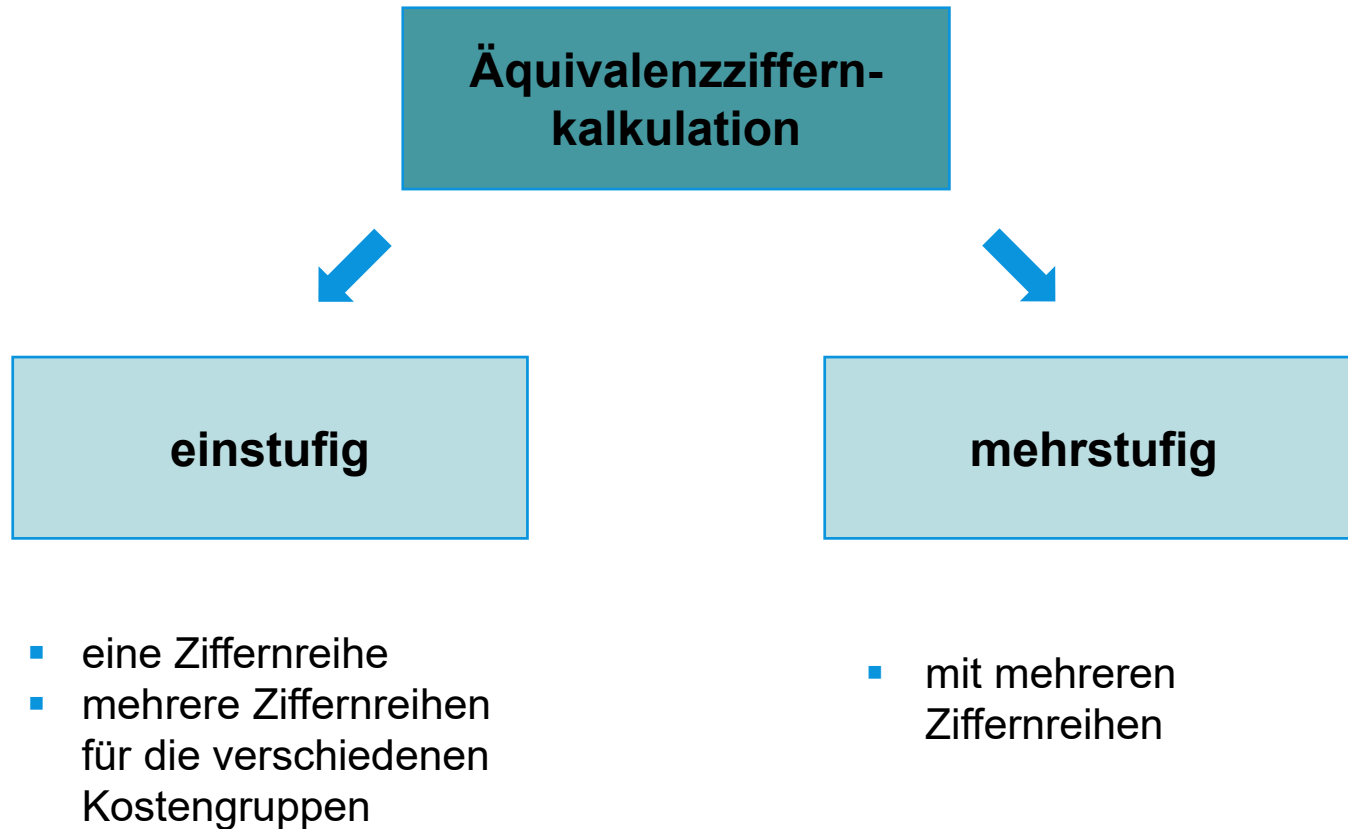 Äquivalenzziffern-
kalkulation
einstufig
mehrstufig
▪ eine Ziffernreihe
▪ mehrere Ziffernreihen
für die verschiedenen
Kostengruppen
▪ mit mehreren
Ziffernreihen